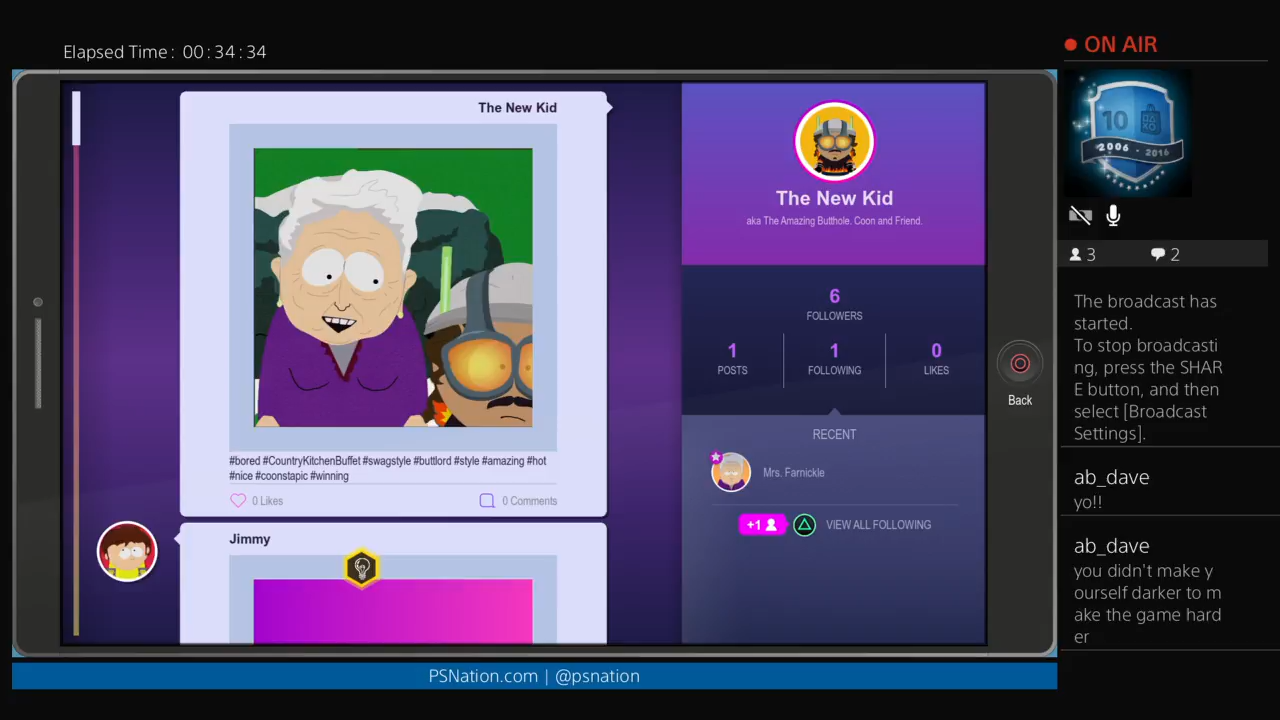 Elapsed Time: 00:34:34
ON AIR
The New Kid
#bored #CountryKitchenBuffet #swagstyle #buttlord #style #amazing #hot
#nice #coonstapic #winning
0 Likes
0 Comments
Jimmy
The New Kid
aka The Amazing Butthole. Coon and Friend.
6
FOLLOWERS
1
POSTS
1
FOLLOWING
0
LIKES
RECENT
Mrs. Farnickle
+1
VIEW ALL FOLLOWING
Back
10
2006 - 2016
3
2
The broadcast has
started.
To stop broadcasti
ng, press the SHAR
E button, and then
select [Broadcast
Settings].
ab_dave
yo!!
ab_dave
you didn't make y
ourself darker to m
ake the game hard
er
PSNation.com | @psnation